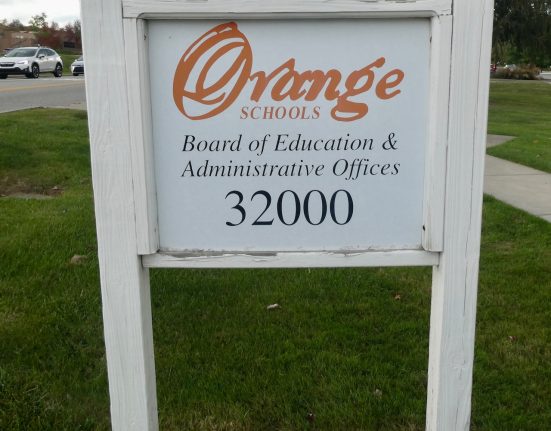 Orange
SCHOOLS
Board of Education &
Administrative Offices
32000